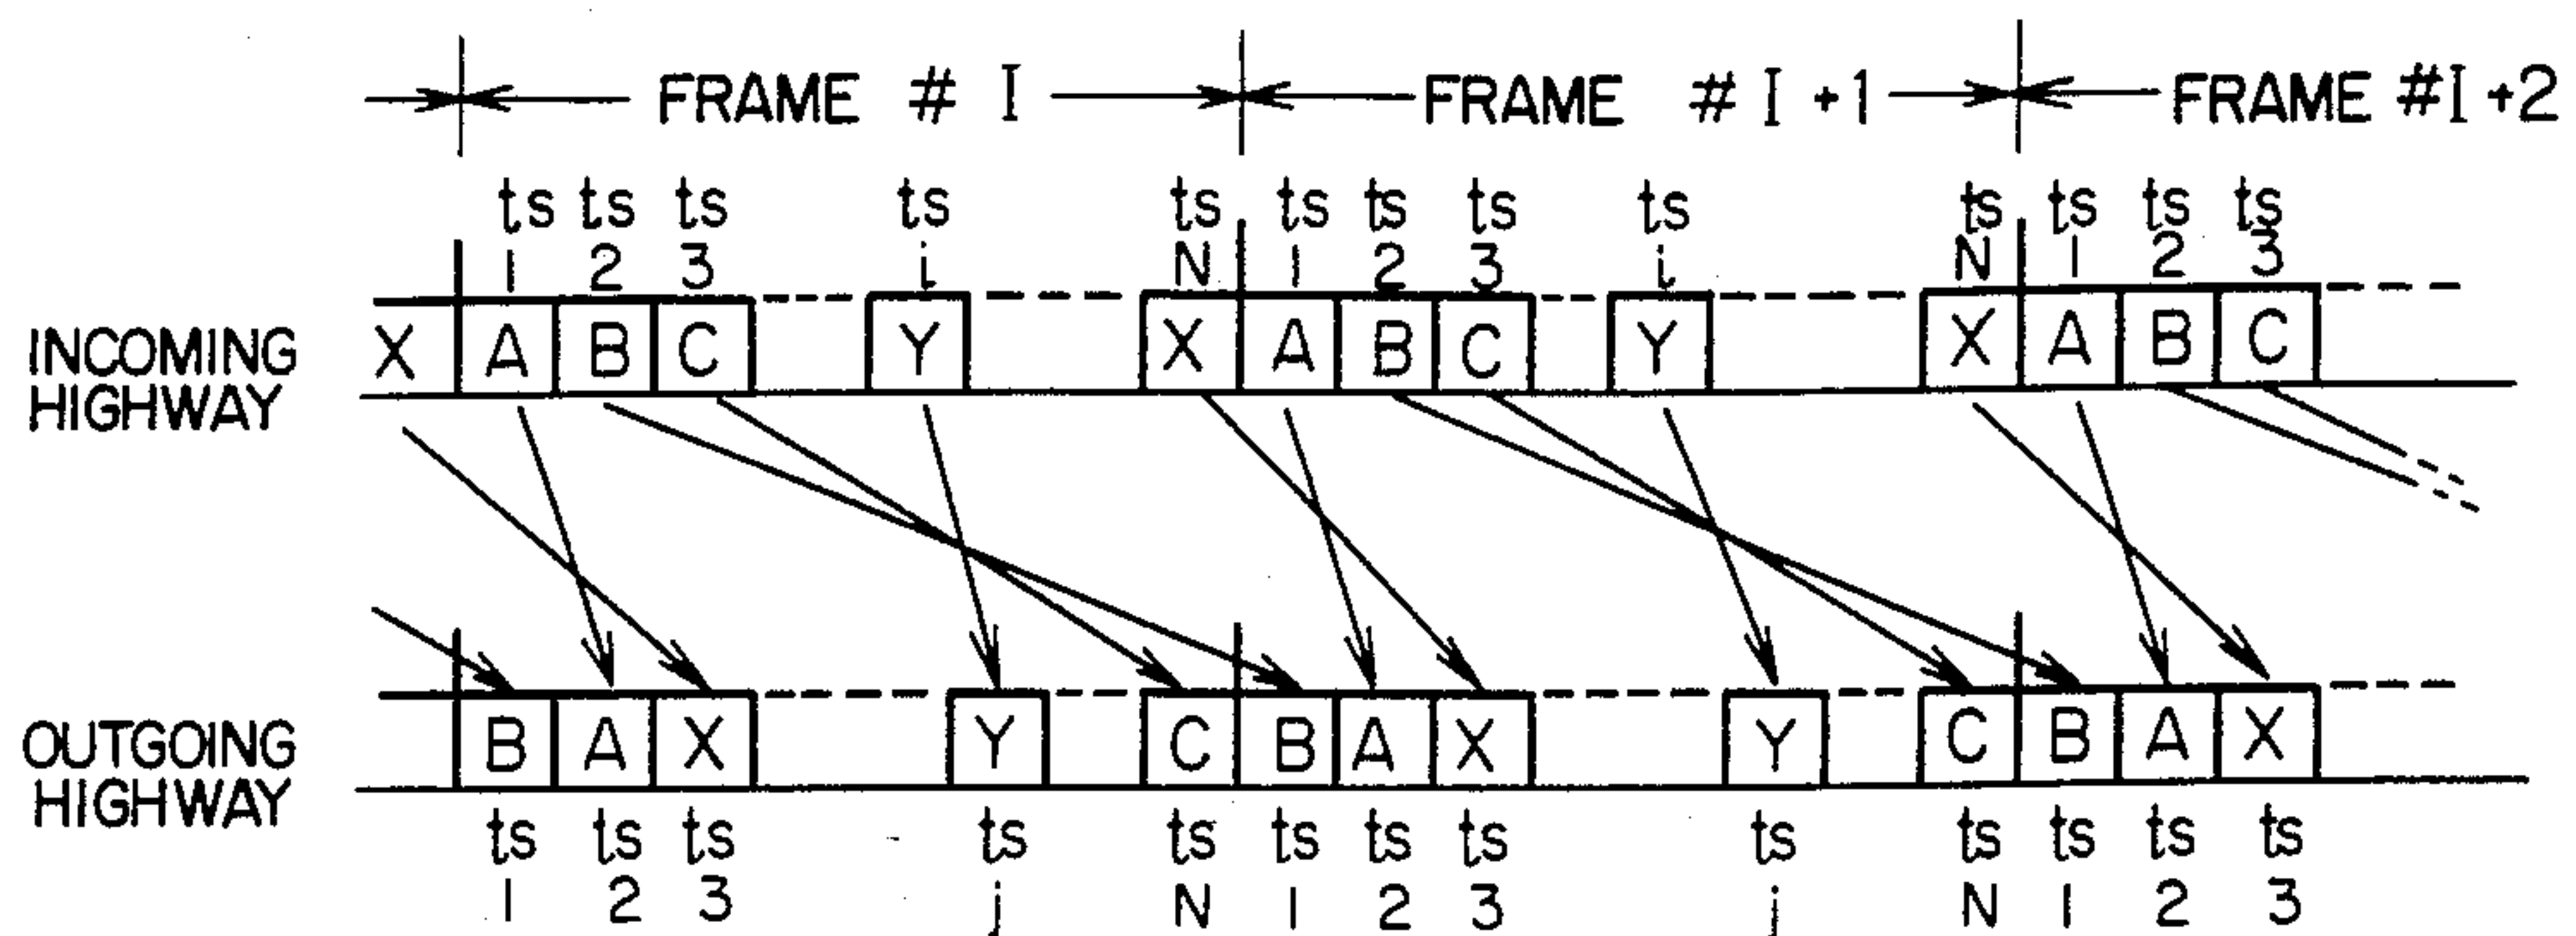 FRAME # I FRAME # I +1 FRAME #I +2
ts ts ts ts ts ts ts ts ts ts ts ts ts
1 2 3 i N 1 2 3 i N 1 2 3
INCOMING HIGHWAY
X A B C Y X A B C Y X A B C
OUTGOING HIGHWAY
B A X Y C B A X Y C B A X
ts ts ts ts ts ts ts ts ts ts ts ts ts
1 2 3 j N 1 2 3 j N 1 2 3